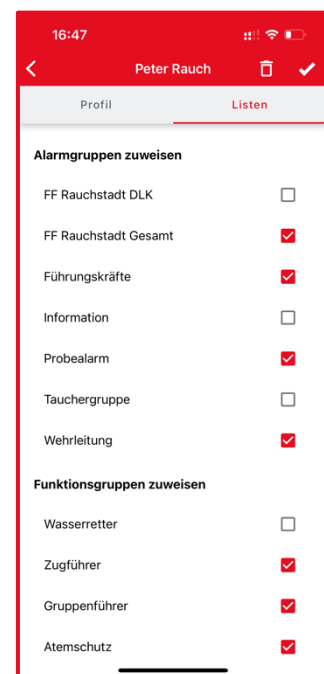 16:47
Peter Rauch
Profil Listen
Alarmgruppen zuweisen
FF Rauchstadt DLK
FF Rauchstadt Gesamt
Führungskräfte
Information
Probealarm
Tauchergruppe
Wehrleitung
Funktionsgruppen zuweisen
Wasserretter
Zugführer
Gruppenführer
Atemschutz